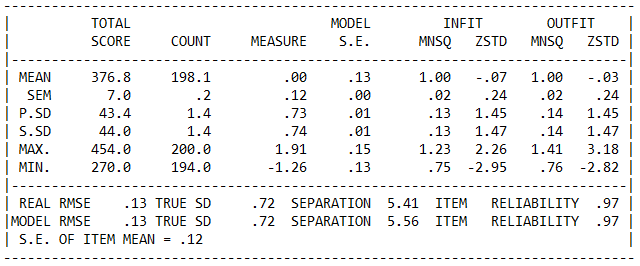 TOTAL MODEL INFIT OUTFIT
SCORE COUNT MEASURE S.E. MNSQ ZSTD MNSQ ZSTD
MEAN 376.8 198.1 .00 .13 1.00 -.07 1.00 -.03
SEM 7.0 .2 .12 .00 .02 .24 .02 .24
P.SD 43.4 1.4 .73 .01 .13 1.45 .14 1.45
S.SD 44.0 1.4 .74 .01 .13 1.47 .14 1.47
MAX. 454.0 200.0 1.91 .15 1.23 2.26 1.41 3.18
MIN. 270.0 194.0 -1.26 .13 .75 -2.95 .76 -2.82
REAL RMSE .13 TRUE SD .72 SEPARATION 5.41 ITEM RELIABILITY .97
MODEL RMSE .13 TRUE SD .72 SEPARATION 5.56 ITEM RELIABILITY .97
S.E. OF ITEM MEAN = .12